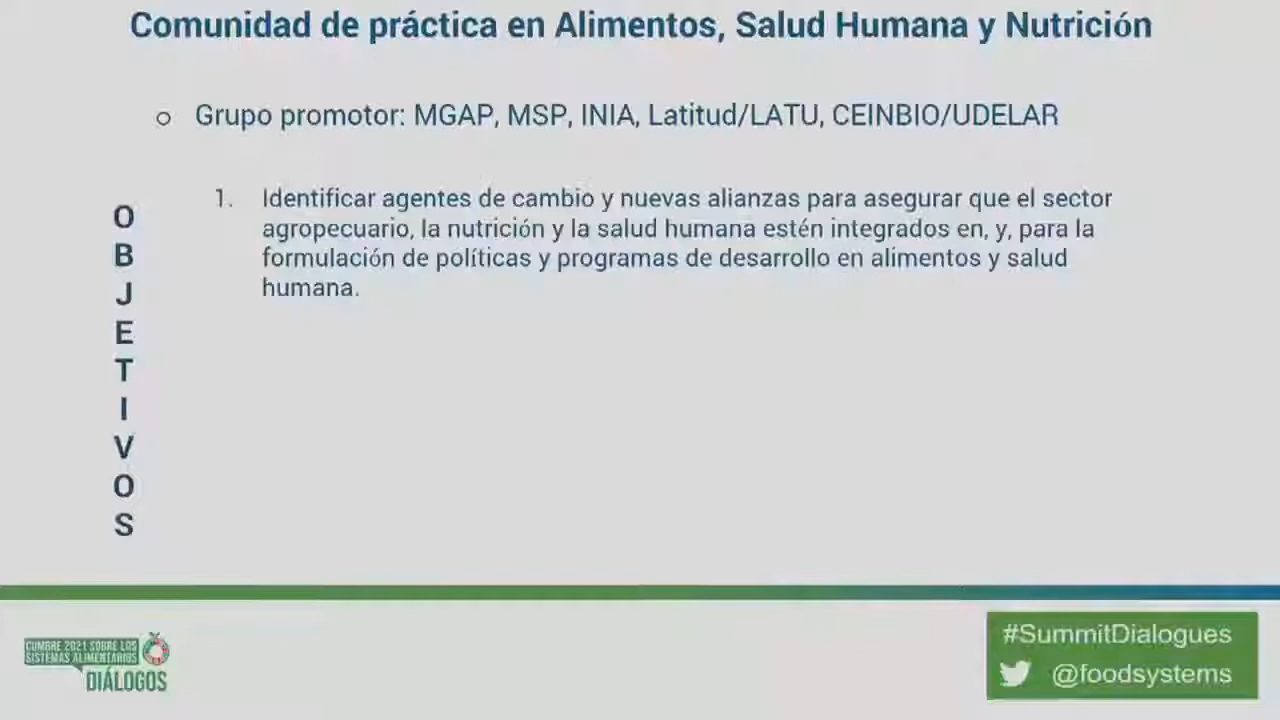 Comunidad de práctica en Alimentos, Salud Humana y Nutrición
o Grupo promotor: MGAP, MSP, INIA, Latitud/LATU, CEINBIO/UDELAR
O
B
J
E
T
I
V
O
S
1. Identificar agentes de cambio y nuevas alianzas para asegurar que el sector
agropecuario, la nutrición y la salud humana estén integrados en, y, para la
formulación de políticas y programas de desarrollo en alimentos y salud
humana.
CUMBRE 2021 SOBRE LOS
SISTEMAS ALIMENTARIOS
DIÁLOGOS
#SummitDialogues
@foodsystems